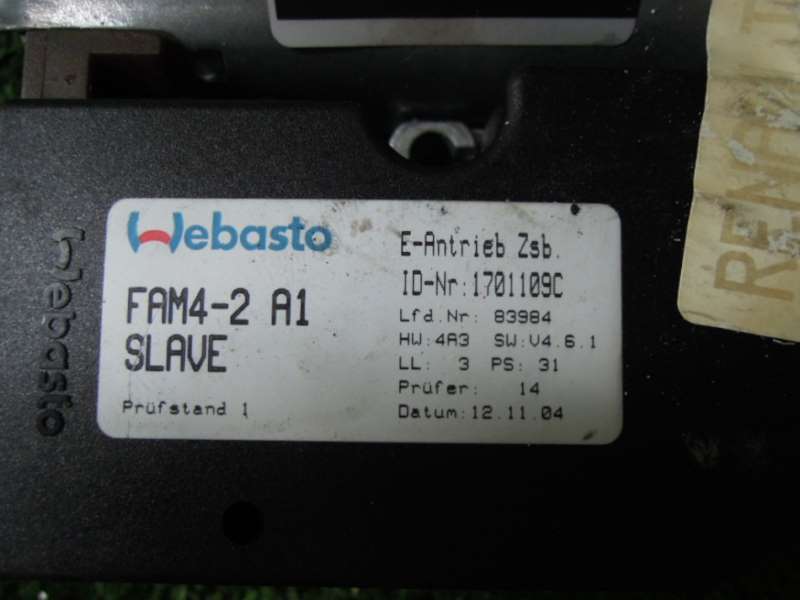 Webasto
FAM4-2 A1
SLAVE
Prüfstand 1
E-Antrieb Zsb.
ID-Nr:1701109C
Lfd.Nr: 83984
HW:4A3 SW:V4.6.1
LL: 3 PS: 31
Prüfer: 14
Datum:12.11.04
Webasto